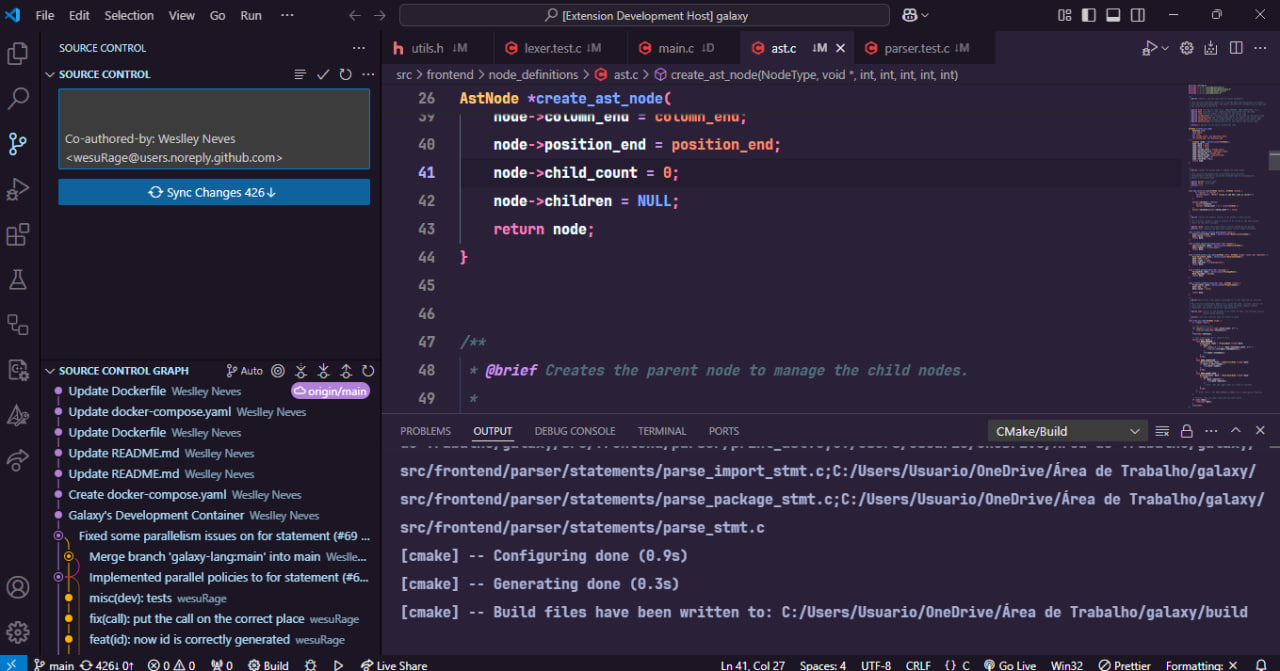 File Edit Selection View Go Run ··· [Extension Development Host] galaxy
SOURCE CONTROL
SOURCE CONTROL
Co-authored-by: Weslley Neves
<wesuRage@users.noreply.github.com>
Sync Changes 426↓
SOURCE CONTROL GRAPH Auto
Update Dockerfile Weslley Neves origin/main
Update docker-compose.yaml Weslley Neves
Update Dockerfile Weslley Neves
Update README.md Weslley Neves
Update README.md Weslley Neves
Create docker-compose.yaml Weslley Neves
Galaxy's Development Container Weslley Neves
Fixed some parallelism issues on for statement (#69 ...
Merge branch 'galaxy-lang:main' into main Weslle...
Implemented parallel policies to for statement (#6...
misc(dev): tests wesuRage
fix(call): put the call on the correct place wesuRage
feat(id): now id is correctly generated wesuRage
utils.h ↓M lexer.test.c ↓M main.c ↓D ast.c ↓M parser.test.c ↓M
src > frontend > node_definitions > ast.c > create_ast_node(NodeType, void *, int, int, int, int, int)
26 AstNode *create_ast_node(
39 node->column_end = column_end;
40 node->position_end = position_end;
41 node->child_count = 0;
42 node->children = NULL;
43 return node;
44 }
45
46
47 /**
48 * @brief Creates the parent node to manage the child nodes.
49 *
PROBLEMS OUTPUT DEBUG CONSOLE TERMINAL PORTS CMake/Build
src/frontend/parser/statements/parse_import_stmt.c;C:/Users/Usuario/OneDrive/Área de Trabalho/galaxy/
src/frontend/parser/statements/parse_package_stmt.c;C:/Users/Usuario/OneDrive/Área de Trabalho/galaxy/
src/frontend/parser/statements/parse_stmt.c
[cmake] -- Configuring done (0.9s)
[cmake] -- Generating done (0.3s)
[cmake] -- Build files have been written to: C:/Users/Usuario/OneDrive/Área de Trabalho/galaxy/build
main 426↓ 0↑ 0 0 0 Build Live Share Ln 41, Col 27 Spaces: 4 UTF-8 CRLF {} C Go Live Win32 Prettier Formatting: ×